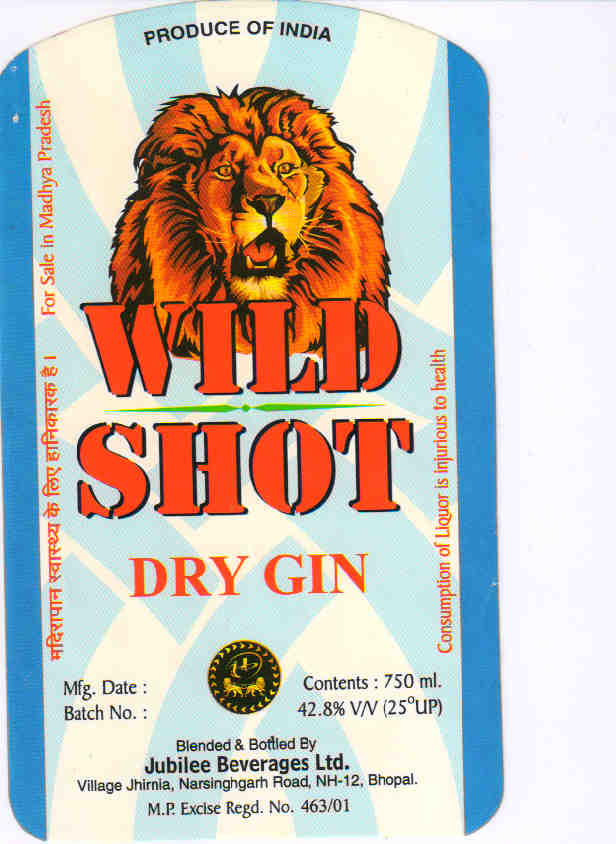 PRODUCE OF INDIA
For Sale in Madhya Pradesh
मदिरापान स्वास्थ्य के लिए हानिकारक है ।
WILD
SHOT
DRY GIN
Consumption of Liquor is injurious to health
Mfg. Date :
Batch No. :
Contents : 750 ml.
42.8% V/V (25°UP)
Blended & Bottled By
Jubilee Beverages Ltd.
Village Jhirnia, Narsinghgarh Road, NH-12, Bhopal.
M.P. Excise Regd. No. 463/01